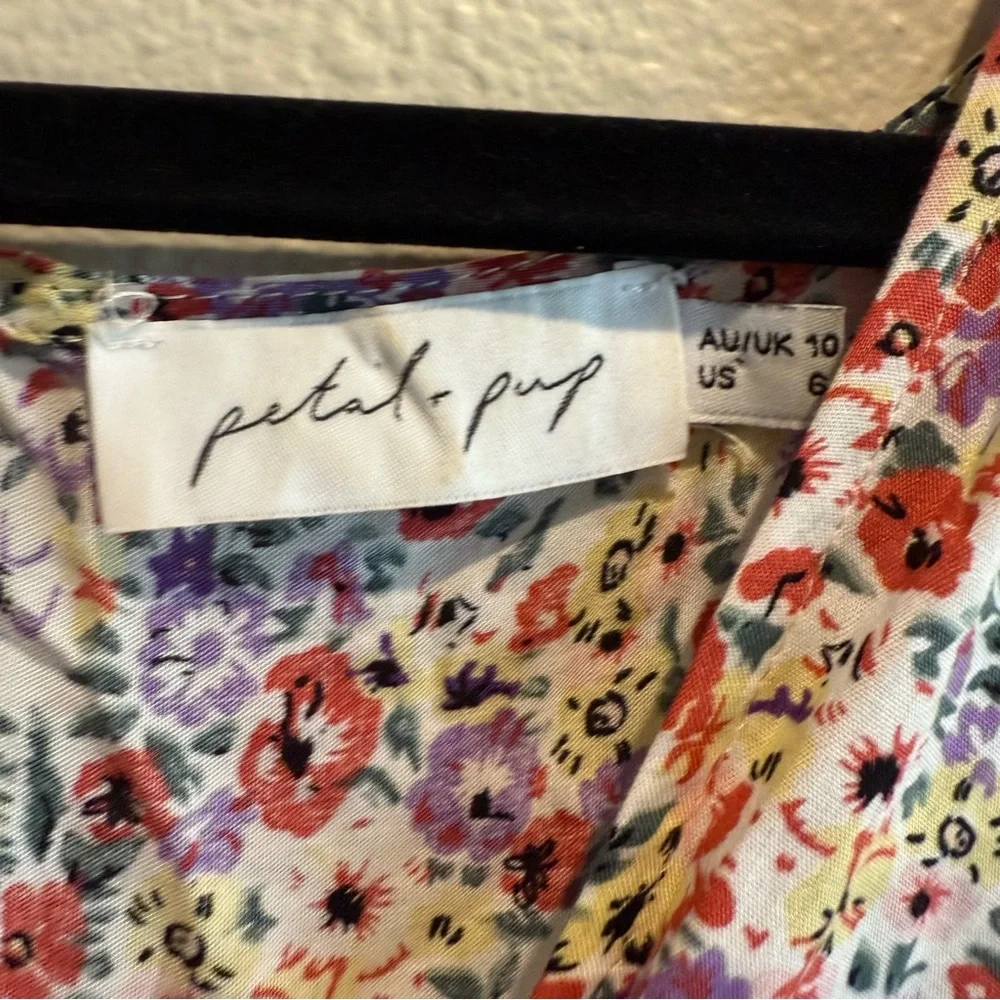 petal + pup
AU/UK 10
US 6